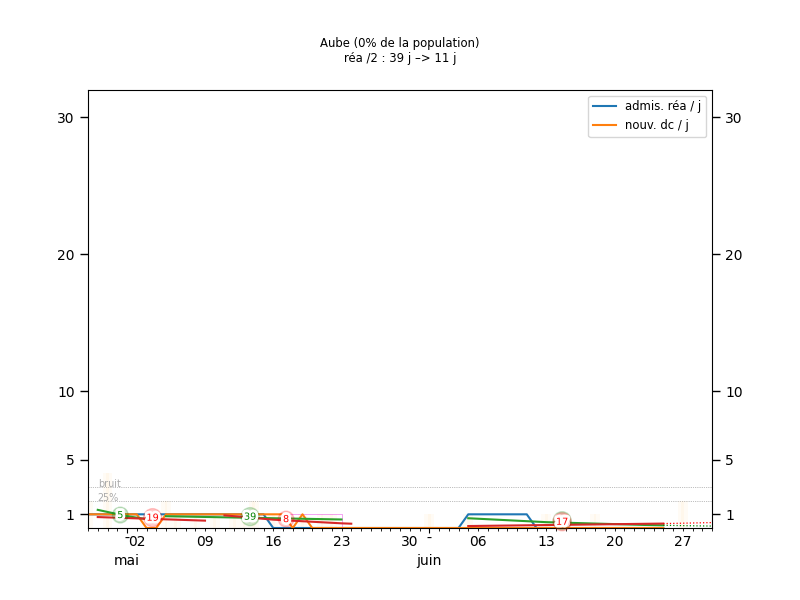 Aube (0% de la population)
réa /2 : 39 j –> 11 j
admis. réa / j
nouv. dc / j
30 30
20 20
10 10
5 5
bruit
25%
1 5 19 39 8 17 1
02 09 16 23 30 06 13 20 27
mai juin